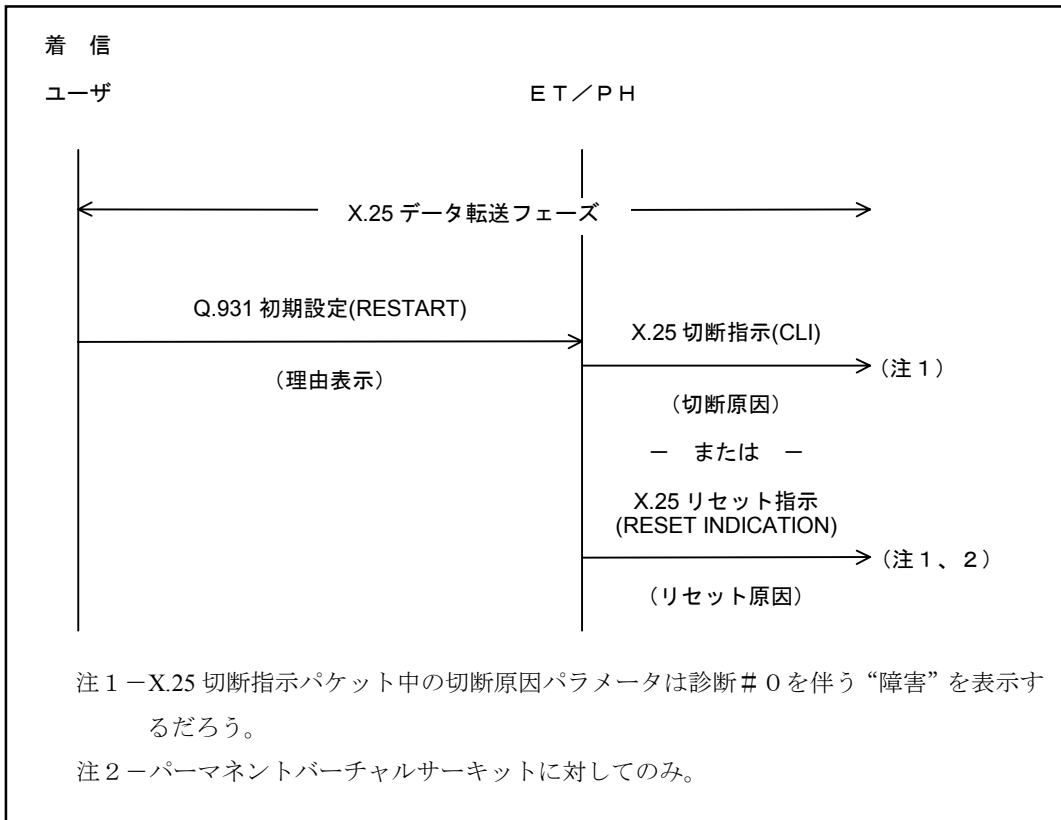 着　信
ユーザ　　　　　　　　ＥＴ／ＰＨ
X.25 データ転送フェーズ
Q.931 初期設定(RESTART)
（理由表示）
X.25 切断指示(CLI)
（注１）
（切断原因）
－　または　－
X.25 リセット指示
(RESET INDICATION)
（注１、２）
（リセット原因）
注１－X.25 切断指示パケット中の切断原因パラメータは診断＃０を伴う“障害”を表示す
るだろう。
注２－パーマネントバーチャルサーキットに対してのみ。